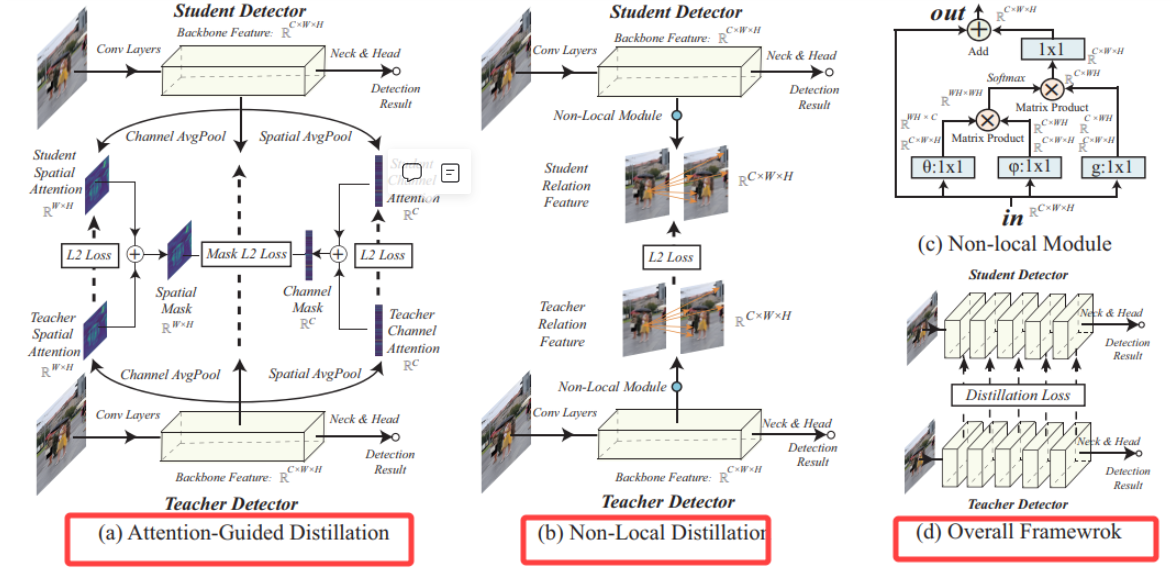 Student Detector
Backbone Feature: ℝ^{C×W×H}
Conv Layers
Neck & Head
Detection
Result
Channel AvgPool
Spatial AvgPool
Student
Spatial
Attention
ℝ^{W×H}
Student
Channel
Attention
ℝ^{C}
L2 Loss
Mask L2 Loss
L2 Loss
Spatial
Mask
ℝ^{W×H}
Channel
Mask
ℝ^{C}
Teacher
Spatial
Attention
ℝ^{W×H}
Teacher
Channel
Attention
ℝ^{C}
Channel AvgPool
Spatial AvgPool
Conv Layers
Neck & Head
Detection
Result
Backbone Feature: ℝ^{C×W×H}
Teacher Detector
(a) Attention-Guided Distillation
Student Detector
Backbone Feature: ℝ^{C×W×H}
Conv Layers
Neck & Head
Detection
Result
Non-Local Module
Student
Relation
Feature
ℝ^{C×W×H}
L2 Loss
Teacher
Relation
Feature
ℝ^{C×W×H}
Non-Local Module
Conv Layers
Neck & Head
Detection
Result
Backbone Feature: ℝ^{C×W×H}
Teacher Detector
(b) Non-Local Distillation
out
ℝ^{C×W×H}
Add
1x1
ℝ^{C×W×H}
Softmax
ℝ^{C×WH}
ℝ^{WH×WH}
Matrix Product
ℝ^{WH×C}
ℝ^{C×WH}
ℝ^{C×WH}
Matrix Product
ℝ^{C×W×H}
ℝ^{C×W×H}
ℝ^{C×W×H}
θ:1x1
φ:1x1
g:1x1
in
ℝ^{C×W×H}
(c) Non-local Module
Student Detector
Neck & Head
Detection
Result
Distillation Loss
Neck & Head
Detection
Result
Teacher Detector
(d) Overall Framewrok